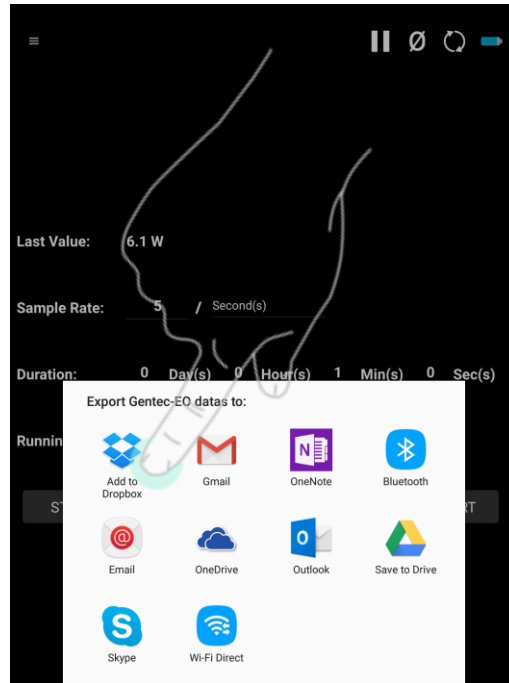 Last Value: 6.1 W
Sample Rate: 5 / Second(s)
Duration: 0 Day(s) 0 Hour(s) 1 Min(s) 0 Sec(s)
Export Gentec-EO datas to:
Runnin
Add to
Dropbox
Gmail
OneNote
Bluetooth
ST
RT
Email
OneDrive
Outlook
Save to Drive
Skype
Wi-Fi Direct